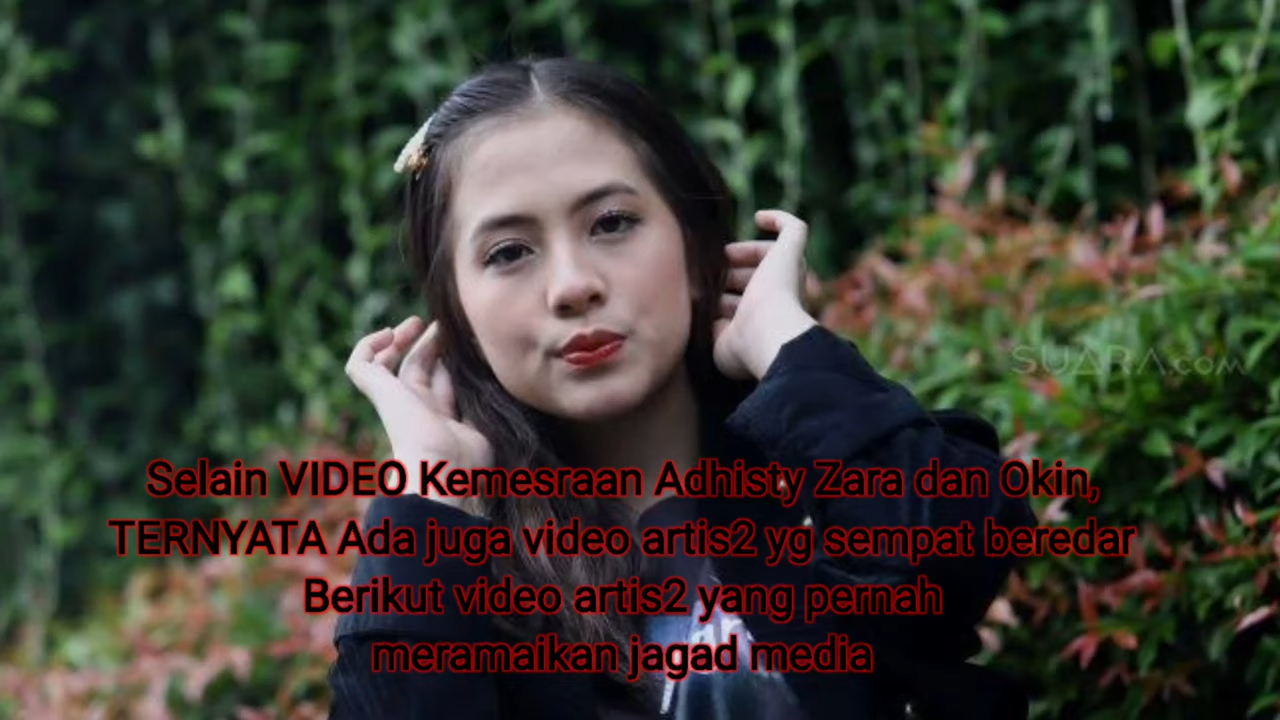 SUARA.com
Selain VIDEO Kemesraan Adhisty Zara dan Okin,
TERNYATA Ada juga video artis2 yg sempat beredar
Berikut video artis2 yang pernah
meramaikan jagad media